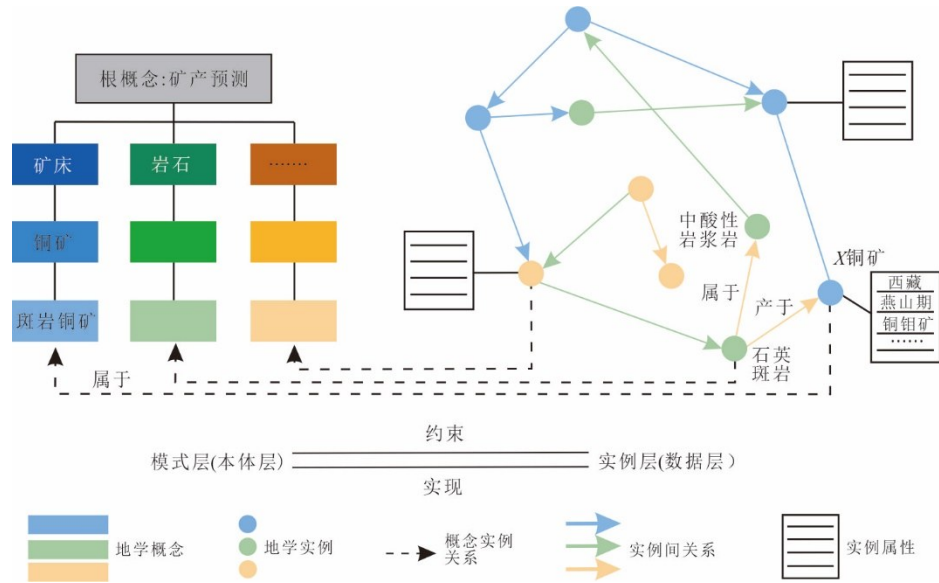 根概念:矿产预测
矿床
岩石
……
铜矿
斑岩铜矿
属于
中酸性
岩浆岩
属于
产于
X铜矿
西藏
燕山期
铜钼矿
……
石英
斑岩
约束
模式层(本体层)
实例层(数据层)
实现
地学概念
地学实例
概念实例
关系
实例间关系
实例属性